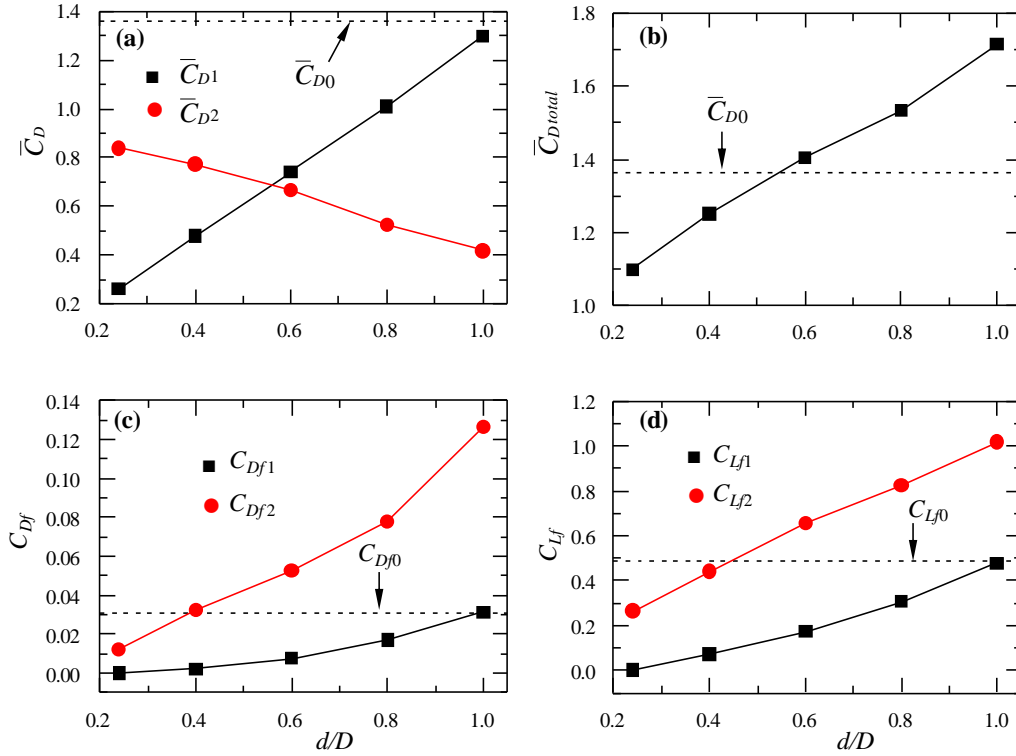 (a)
C̄D1
C̄D2
C̄D0
C̄D
1.4
1.2
1.0
0.8
0.6
0.4
0.2
0.2 0.4 0.6 0.8 1.0
(b)
C̄D0
C̄Dtotal
1.8
1.6
1.4
1.2
1.0
0.2 0.4 0.6 0.8 1.0
(c)
CDf1
CDf2
CDf0
CDf
0.14
0.12
0.10
0.08
0.06
0.04
0.02
0.00
0.2 0.4 0.6 0.8 1.0
d/D
(d)
CLf1
CLf2
CLf0
CLf
1.2
1.0
0.8
0.6
0.4
0.2
0.0
0.2 0.4 0.6 0.8 1.0
d/D